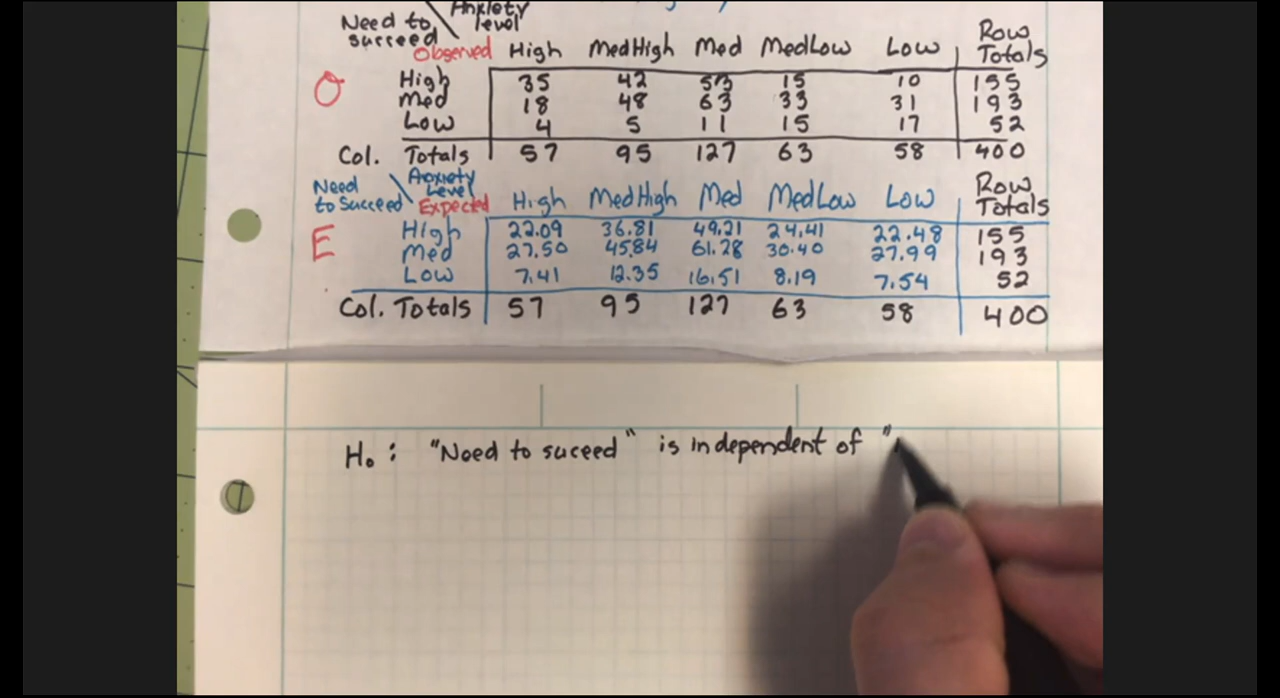 Need to Anxiety
succeed level Row
Observed High MedHigh Med MedLow Low Totals
O High 35 42 53 15 10 155
Med 18 48 63 33 31 193
Low 4 5 11 15 17 52
Col. Totals 57 95 127 63 58 400
Need Anxiety Level Row
to Succeed Expected High MedHigh Med MedLow Low Totals
E High 22.09 36.81 49.21 24.41 22.48 155
Med 27.50 45.84 61.28 30.40 27.99 193
Low 7.41 12.35 16.51 8.19 7.54 52
Col. Totals 57 95 127 63 58 400
H₀: "Need to suceed" is independent of "